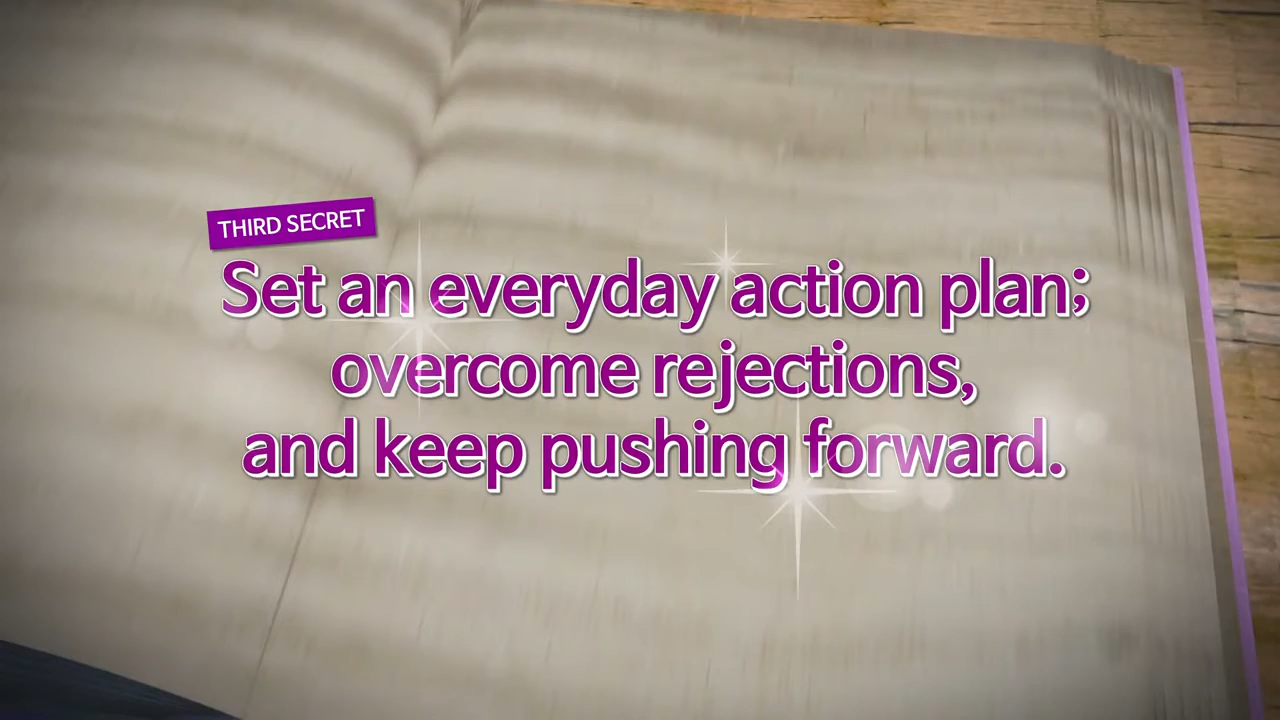 THIRD SECRET
Set an everyday action plan;
overcome rejections,
and keep pushing forward.